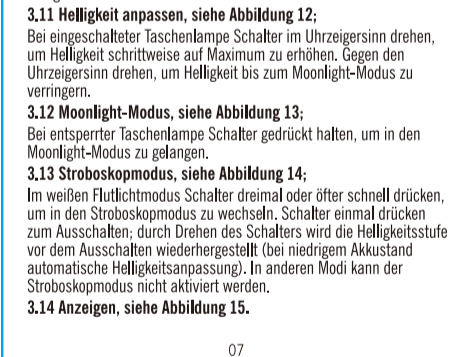 3.11 Helligkeit anpassen, siehe Abbildung 12;
Bei eingeschalteter Taschenlampe Schalter im Uhrzeigersinn drehen,
um Helligkeit schrittweise auf Maximum zu erhöhen. Gegen den
Uhrzeigersinn drehen, um Helligkeit bis zum Moonlight-Modus zu
verringern.
3.12 Moonlight-Modus, siehe Abbildung 13;
Bei entsperrter Taschenlampe Schalter gedrückt halten, um in den
Moonlight-Modus zu gelangen.
3.13 Stroboskopmodus, siehe Abbildung 14;
Im weißen Flutlichtmodus Schalter dreimal oder öfter schnell drücken,
um in den Stroboskopmodus zu wechseln. Schalter einmal drücken
zum Ausschalten; durch Drehen des Schalters wird die Helligkeitsstufe
vor dem Ausschalten wiederhergestellt (bei niedrigem Akkustand
automatische Helligkeitsanpassung). In anderen Modi kann der
Stroboskopmodus nicht aktiviert werden.
3.14 Anzeigen, siehe Abbildung 15.
07